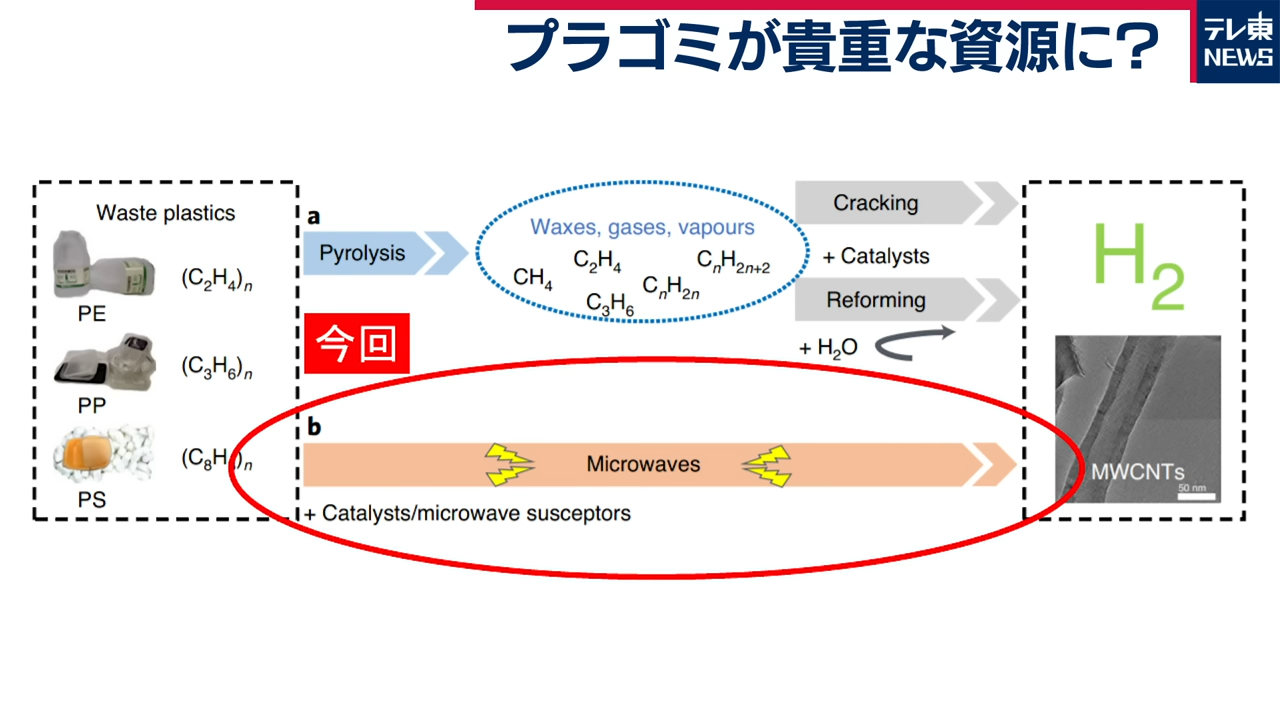 プラゴミが貴重な資源に?
テレ東
NEWS
Waste plastics
(C2H4)n
PE
(C3H6)n
PP
(C8H
)n
PS
a
Pyrolysis
Waxes, gases, vapours
CH4
C2H4
C3H6
CnH2n
CnH2n+2
Cracking
+ Catalysts
Reforming
+ H2O
今回
b
Microwaves
+ Catalysts/microwave susceptors
H2
MWCNTs
50 nm